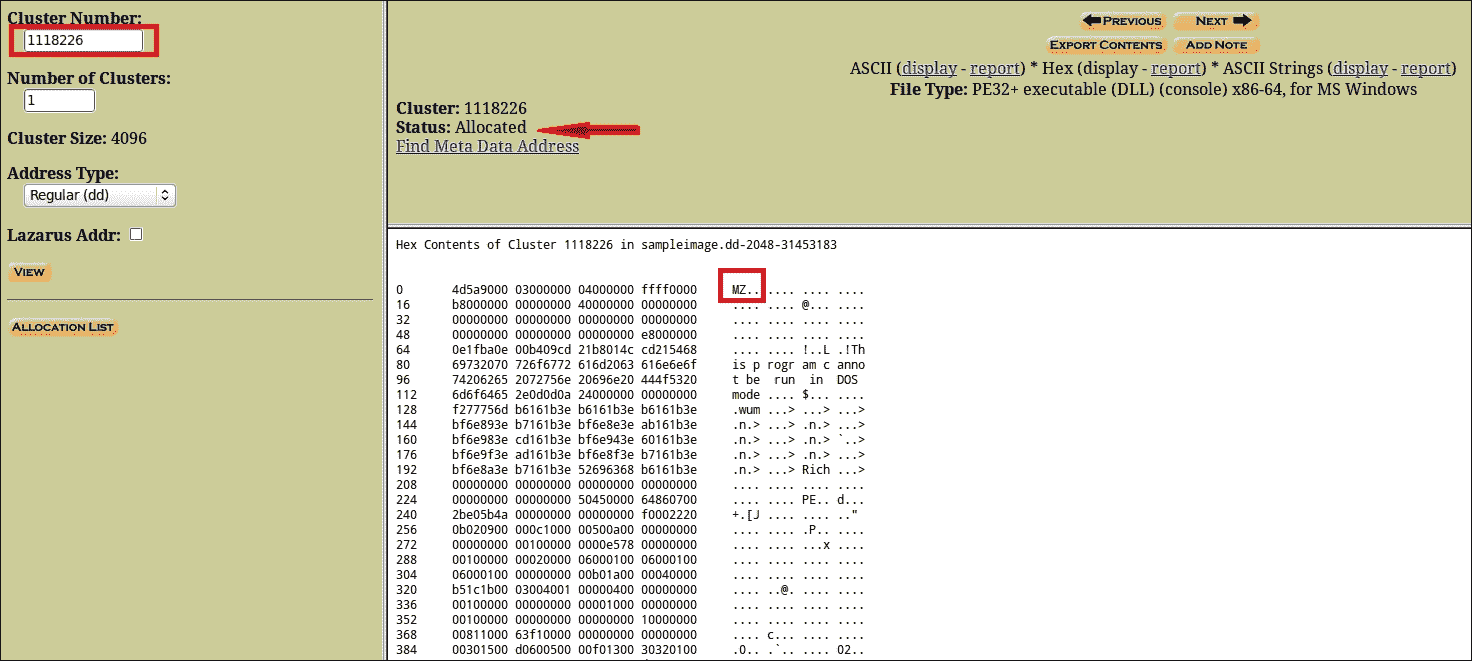 Cluster Number:
1118226
Number of Clusters:
1
Cluster Size: 4096
Address Type:
Regular (dd)
Lazarus Addr:
VIEW
ALLOCATION LIST
PREVIOUS NEXT
EXPORT CONTENTS ADD NOTE
ASCII (display - report) * Hex (display - report) * ASCII Strings (display - report)
File Type: PE32+ executable (DLL) (console) x86-64, for MS Windows
Cluster: 1118226
Status: Allocated
Find Meta Data Address
Hex Contents of Cluster 1118226 in sampleimage.dd-2048-31453183
0 4d5a9000 03000000 04000000 ffff0000 MZ.. .... .... ....
16 b8000000 00000000 40000000 00000000 .... .... @... ....
32 00000000 00000000 00000000 00000000 .... .... .... ....
48 00000000 00000000 00000000 e8000000 .... .... .... ....
64 0e1fba0e 00b409cd 21b8014c cd215468 .... .... !..L .!Th
80 69732070 726f6772 616d2063 616e6e6f is p rogr am c anno
96 74206265 2072756e 20696e20 444f5320 t be run in DOS
112 6d6f6465 2e0d0d0a 24000000 00000000 mode .... $... ....
128 f277756d b6161b3e b6161b3e b6161b3e .wum ...> ...> ...>
144 bf6e893e b7161b3e bf6e8e3e ab161b3e .n.> ...> .n.> ...>
160 bf6e983e cd161b3e bf6e943e 60161b3e .n.> ...> .n.> `..>
176 bf6e9f3e ad161b3e bf6e8f3e b7161b3e .n.> ...> .n.> ...>
192 bf6e8a3e b7161b3e 52696368 b6161b3e .n.> ...> Rich ...>
208 00000000 00000000 00000000 00000000 .... .... .... ....
224 00000000 00000000 50450000 64860700 .... .... PE.. d...
240 2be05b4a 00000000 00000000 f0002220 +.[J .... .... .."
256 0b020900 000c1000 00500a00 00000000 .... .... .P.. ....
272 00000000 00100000 0000e578 00000000 .... .... ...x ....
288 00100000 00020000 06000100 06000100 .... .... .... ....
304 06000100 00000000 00b01a00 00040000 .... .... .... ....
320 b51c1b00 03004001 00000400 00000000 .... ..@. .... ....
336 00100000 00000000 00001000 00000000 .... .... .... ....
352 00100000 00000000 00000000 10000000 .... .... .... ....
368 00811000 63f10000 00000000 00000000 .... c... .... ....
384 00301500 d0600500 00f01300 30320100 .0.. .`.. .... 02..